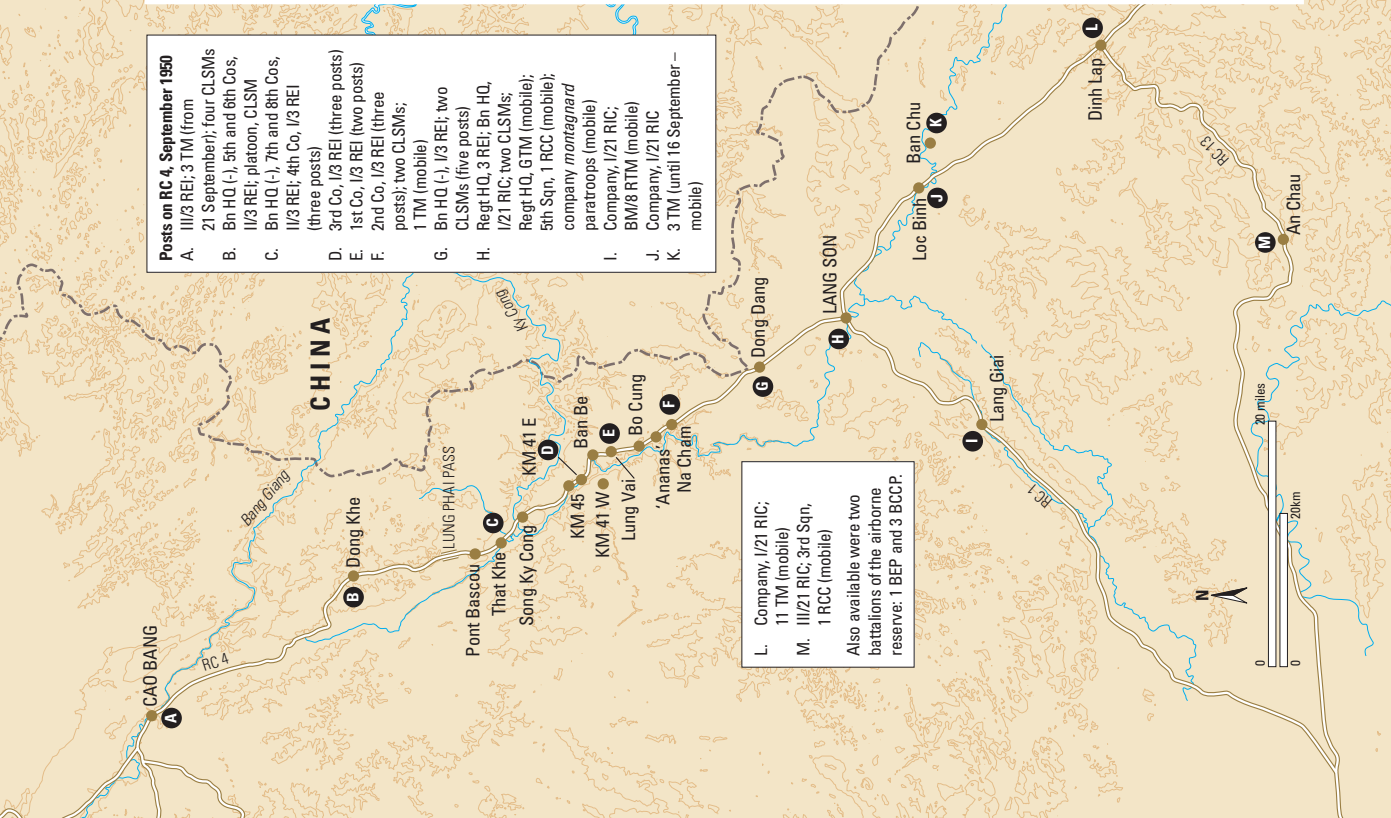 Posts on RC 4, September 1950
A. III/3 REI; 3 TM (from
21 September); four CLSMs
B. Bn HQ (-), 5th and 6th Cos,
II/3 REI; platoon, CLSM
C. Bn HQ (-), 7th and 8th Cos,
II/3 REI; 4th Co, I/3 REI
(three posts)
D. 3rd Co, I/3 REI (three posts)
E. 1st Co, I/3 REI (two posts)
F. 2nd Co, I/3 REI (three
posts); two CLSMs;
1 TM (mobile)
G. Bn HQ (-), I/3 REI; two
CLSMs (five posts)
H. Regt HQ, 3 REI; Bn HQ,
I/21 RIC; two CLSMs;
Regt HQ, GTM (mobile);
5th Sqn, 1 RCC (mobile);
company montagnard
paratroops (mobile)
I. Company, I/21 RIC;
BM/8 RTM (mobile)
J. Company, I/21 RIC
K. 3 TM (until 16 September –
mobile)
L. Company, I/21 RIC;
11 TM (mobile)
M. III/21 RIC; 3rd Sqn,
1 RCC (mobile)
Also available were two
battalions of the airborne
reserve: 1 BEP and 3 BCCP.
CHINA
CAO BANG
A
RC 4
Bang Giang
B
Dong Khe
LUNG PHAI PASS
Pont Bascou
C
That Khe
Song Ky Cong
Ky Cong
KM 41 E
D
KM 45
Ban Be
KM 41 W
E
Lung Vai
Bo Cung
'Ananas'
F
Na Cham
G
Dong Dang
H
LANG SON
I
Lang Giai
RC 1
J
Loc Binh
Ban Chu
K
L
Dinh Lap
RC 13
M
An Chau
N
0
20 miles
0
20km